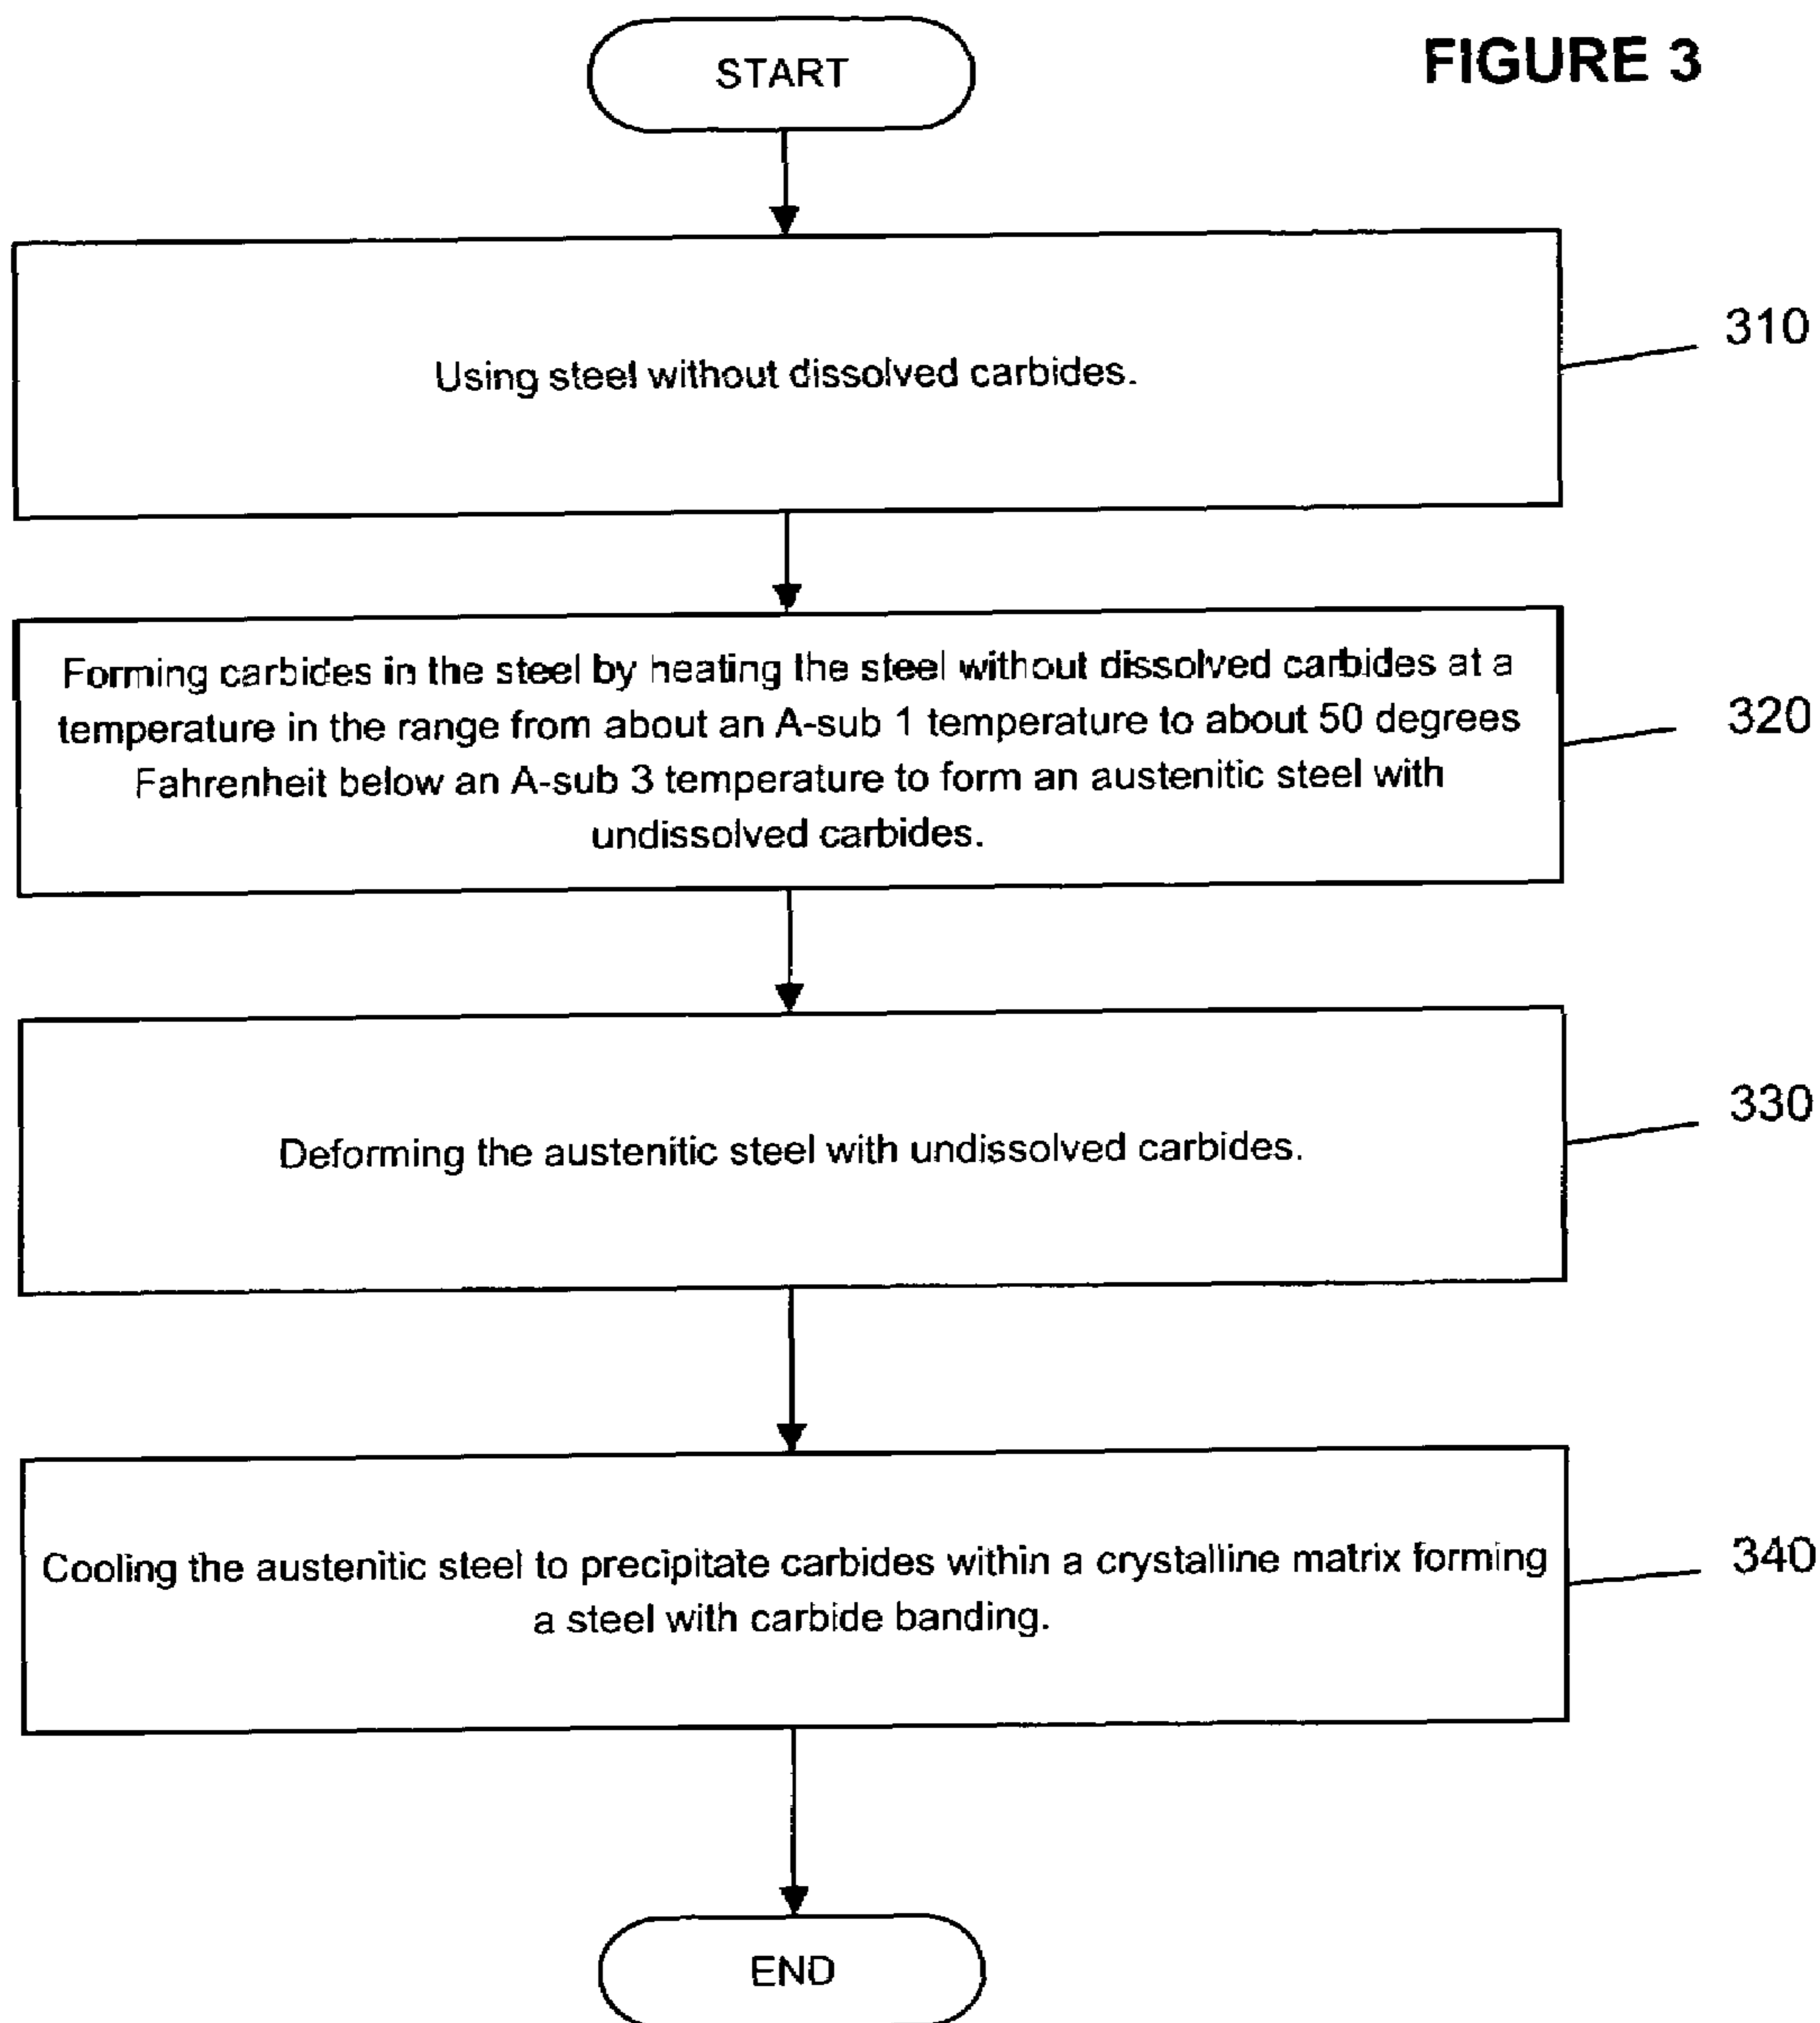 FIGURE 3
START
Using steel without dissolved carbides.
310
Forming carbides in the steel by heating the steel without dissolved carbides at a
temperature in the range from about an A-sub 1 temperature to about 50 degrees
Fahrenheit below an A-sub 3 temperature to form an austenitic steel with
undissolved carbides.
320
Deforming the austenitic steel with undissolved carbides.
330
Cooling the austenitic steel to precipitate carbides within a crystalline matrix forming
a steel with carbide banding.
340
END